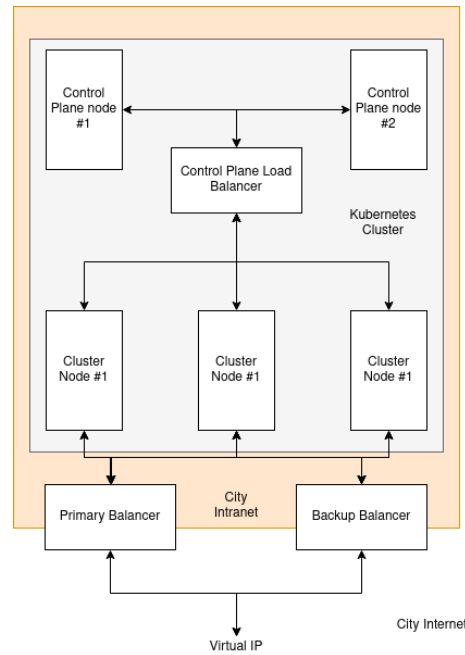 Control
Plane node
#1
Control
Plane node
#2
Control Plane Load
Balancer
Kubernetes
Cluster
Cluster
Node #1
Cluster
Node #1
Cluster
Node #1
Primary Balancer
City
Intranet
Backup Balancer
City Internet
Virtual IP